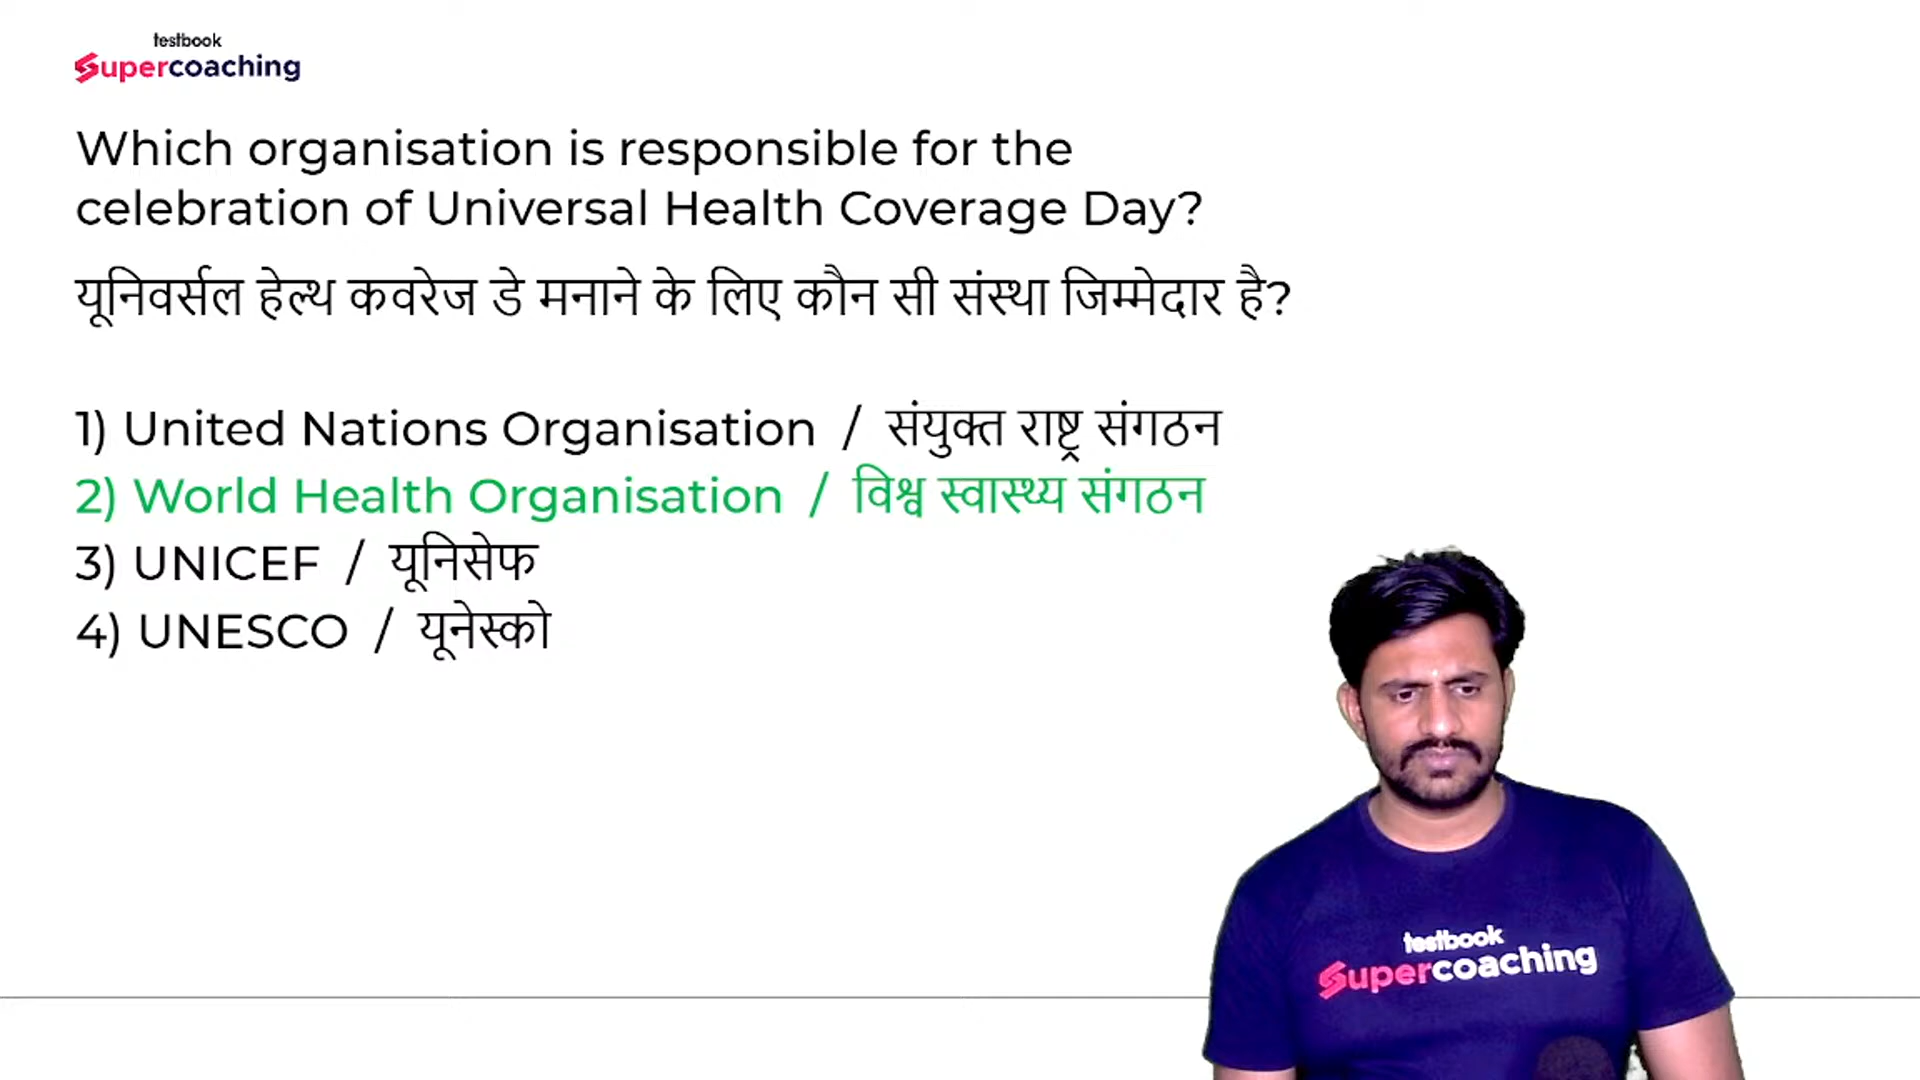 testbook
Supercoaching
Which organisation is responsible for the
celebration of Universal Health Coverage Day?
यूनिवर्सल हेल्थ कवरेज डे मनाने के लिए कौन सी संस्था जिम्मेदार है?
1) United Nations Organisation / संयुक्त राष्ट्र संगठन
2) World Health Organisation / विश्व स्वास्थ्य संगठन
3) UNICEF / यूनिसेफ
4) UNESCO / यूनेस्को
testbook
Supercoaching